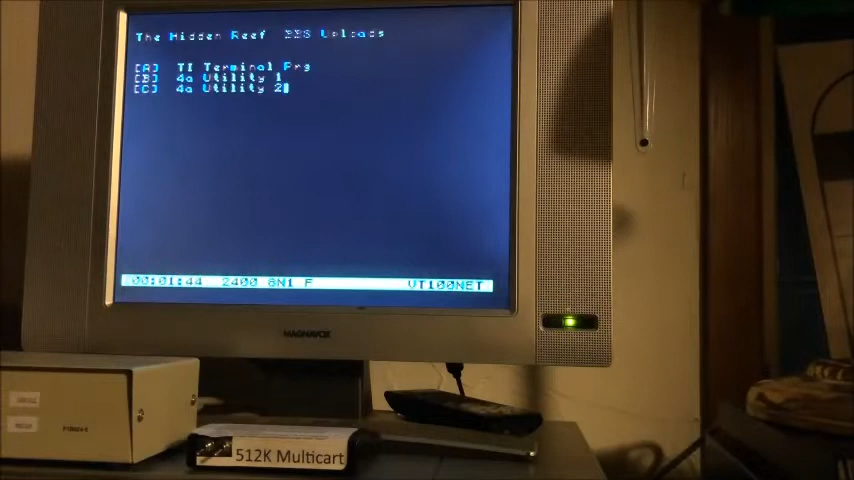 The Hidden Reef BBS Uploads
[A] TI Terminal Prg
[B] 4a Utility 1
[C] 4a Utility 2
00:01:44 2400 8N1 F VT100NET
MAGNAVOX
512K Multicart